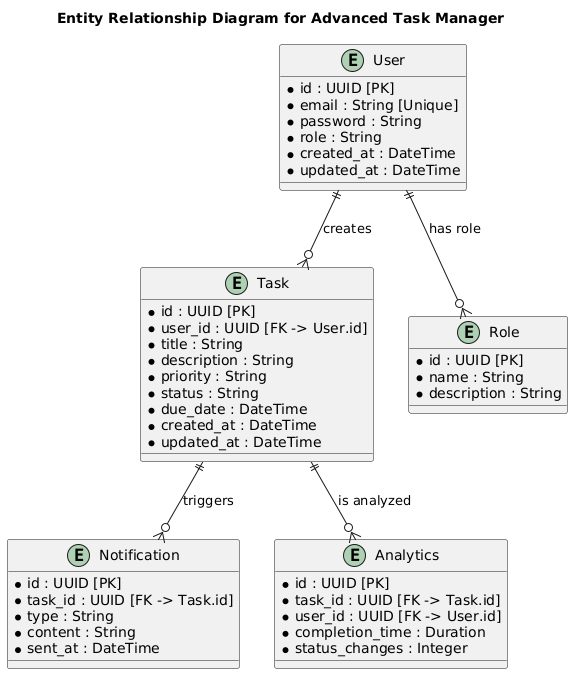 Entity Relationship Diagram for Advanced Task Manager
E User
id : UUID [PK]
email : String [Unique]
password : String
role : String
created_at : DateTime
updated_at : DateTime
creates
has role
E Task
id : UUID [PK]
user_id : UUID [FK -> User.id]
title : String
description : String
priority : String
status : String
due_date : DateTime
created_at : DateTime
updated_at : DateTime
E Role
id : UUID [PK]
name : String
description : String
triggers
is analyzed
E Notification
id : UUID [PK]
task_id : UUID [FK -> Task.id]
type : String
content : String
sent_at : DateTime
E Analytics
id : UUID [PK]
task_id : UUID [FK -> Task.id]
user_id : UUID [FK -> User.id]
completion_time : Duration
status_changes : Integer